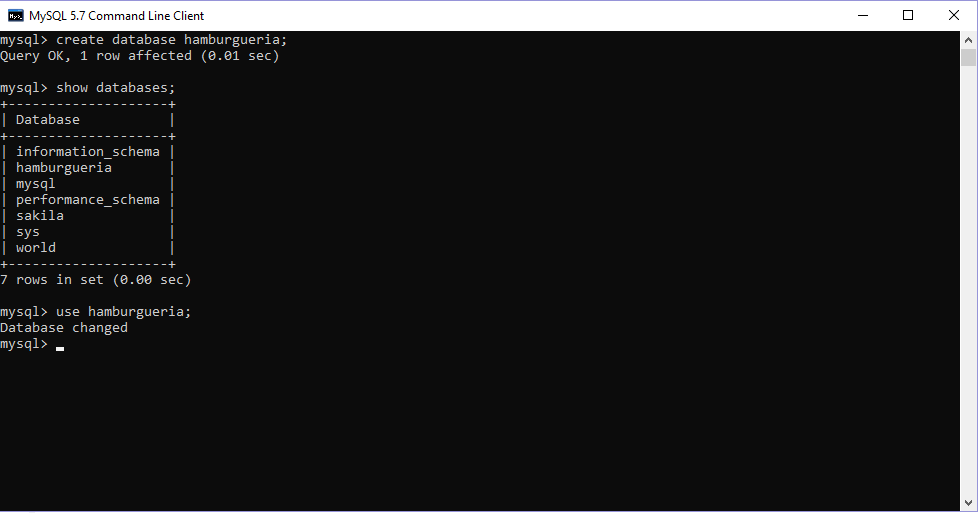 MySQL 5.7 Command Line Client
mysql> create database hamburgueria;
Query OK, 1 row affected (0.01 sec)
mysql> show databases;
+--------------------+
| Database           |
+--------------------+
| information_schema |
| hamburgueria       |
| mysql              |
| performance_schema |
| sakila             |
| sys                |
| world              |
+--------------------+
7 rows in set (0.00 sec)
mysql> use hamburgueria;
Database changed
mysql>